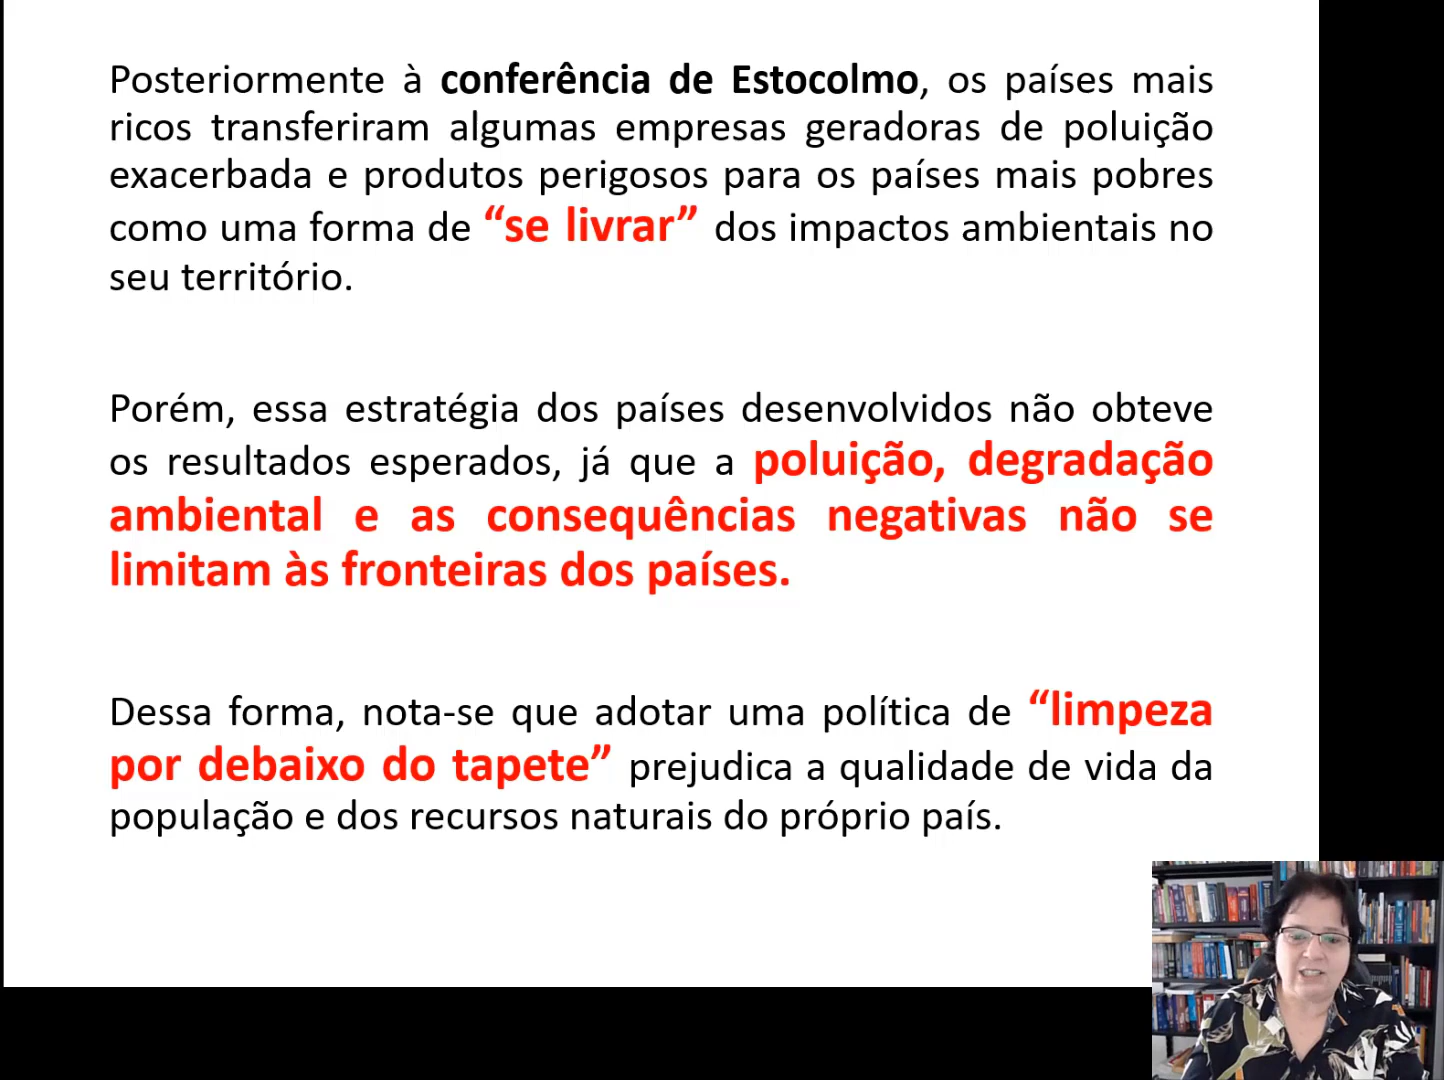 Posteriormente à conferência de Estocolmo, os países mais
ricos transferiram algumas empresas geradoras de poluição
exacerbada e produtos perigosos para os países mais pobres
como uma forma de “se livrar” dos impactos ambientais no
seu território.
Porém, essa estratégia dos países desenvolvidos não obteve
os resultados esperados, já que a poluição, degradação
ambiental e as consequências negativas não se
limitam às fronteiras dos países.
Dessa forma, nota-se que adotar uma política de “limpeza
por debaixo do tapete” prejudica a qualidade de vida da
população e dos recursos naturais do próprio país.